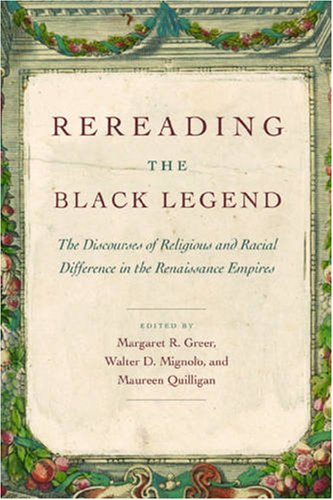 REREADING
THE
BLACK LEGEND
The Discourses of Religious and Racial
Difference in the Renaissance Empires
EDITED BY
Margaret R. Greer,
Walter D. Mignolo, and
Maureen Quilligan